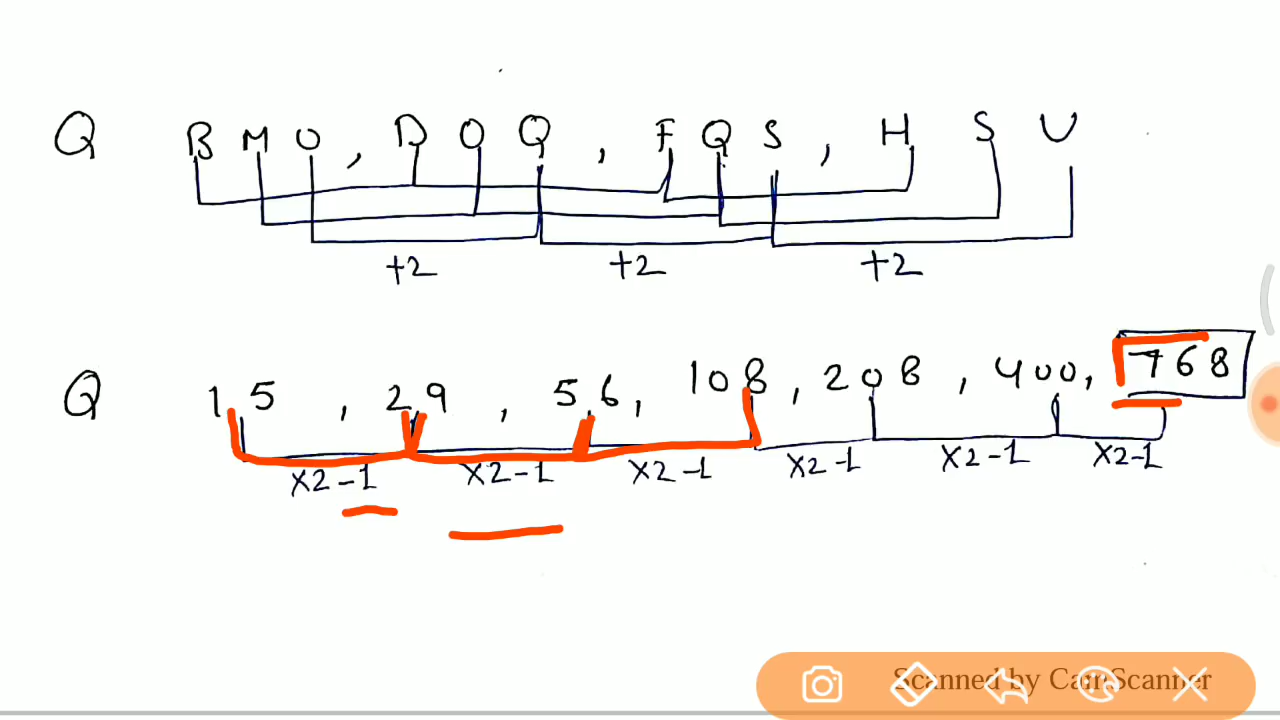 Q BMO, DOQ, FQS, HSU
+2 +2 +2
Q 15, 29, 56, 108, 208, 400, 768
X2-1 X2-1 X2-1 X2-1 X2-1 X2-1
Scanned by CamScanner